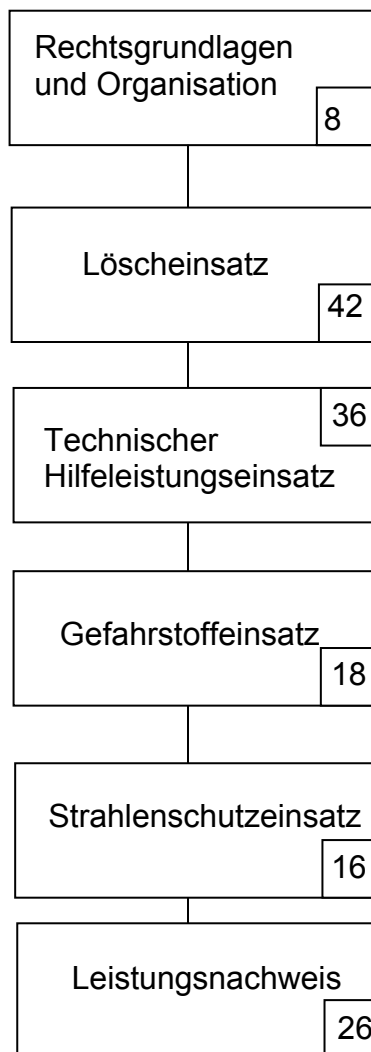 Rechtsgrundlagen
und Organisation
8
Löscheinsatz
42
36
Technischer
Hilfeleistungseinsatz
Gefahrstoffeinsatz
18
Strahlenschutzeinsatz
16
Leistungsnachweis
26